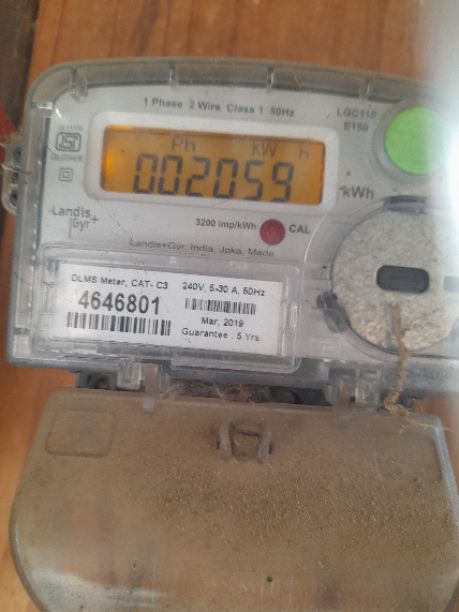 1 Phase 2 Wire Class 1 50Hz
LGC110
E150
Ph kW h
002059
kWh
ISI
Landis+
Gyr+
3200 imp/kWh
CAL
Landis+Gyr, India, Joka, Made
DLMS Meter, CAT- C3
240V, 5-30 A, 50Hz
4646801
Mar, 2019
Guarantee : 5 Yrs